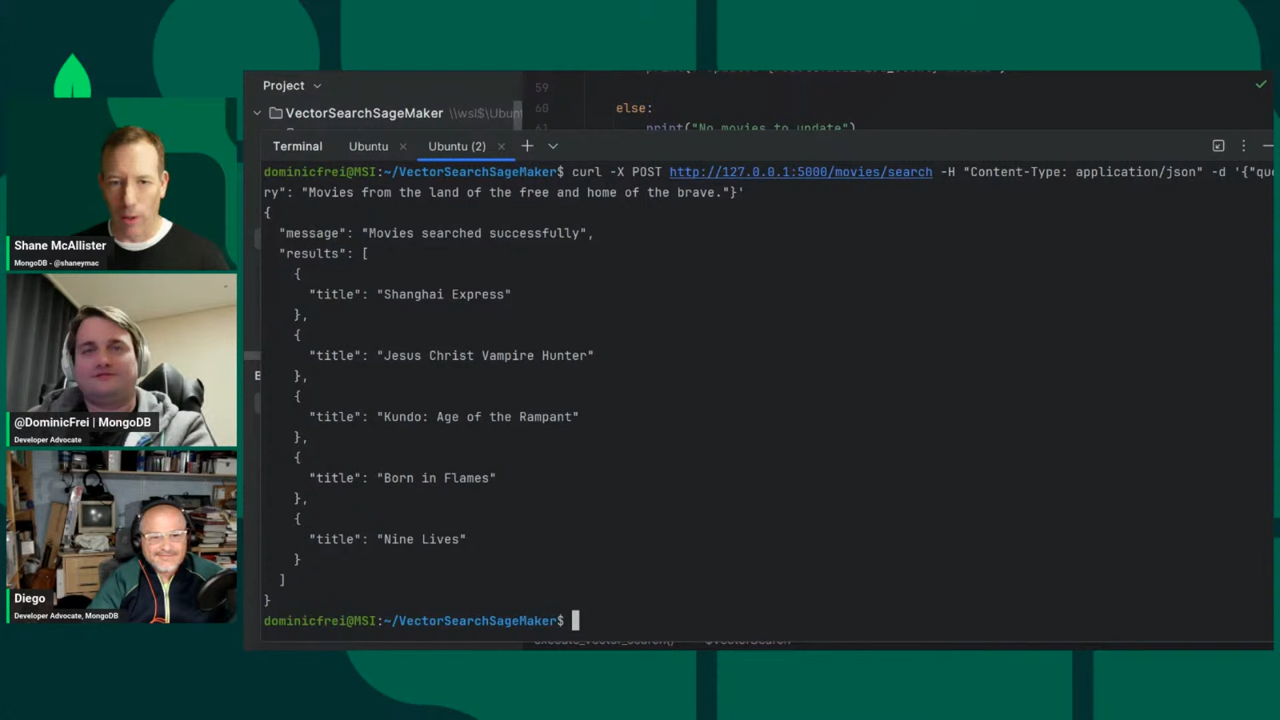 Project
59
VectorSearchSageMaker \\wsl$\Ubunt
60 else:
61 print("No movies to update")
Terminal Ubuntu Ubuntu (2)
dominicfrei@MSI:~/VectorSearchSageMaker$ curl -X POST http://127.0.0.1:5000/movies/search -H "Content-Type: application/json" -d '{"que
ry": "Movies from the land of the free and home of the brave."}'
{
"message": "Movies searched successfully",
"results": [
{
"title": "Shanghai Express"
},
{
"title": "Jesus Christ Vampire Hunter"
},
{
"title": "Kundo: Age of the Rampant"
},
{
"title": "Born in Flames"
},
{
"title": "Nine Lives"
}
]
}
dominicfrei@MSI:~/VectorSearchSageMaker$
Shane McAllister
MongoDB - @shaneymac
@DominicFrei | MongoDB
Developer Advocate
Diego
Developer Advocate, MongoDB